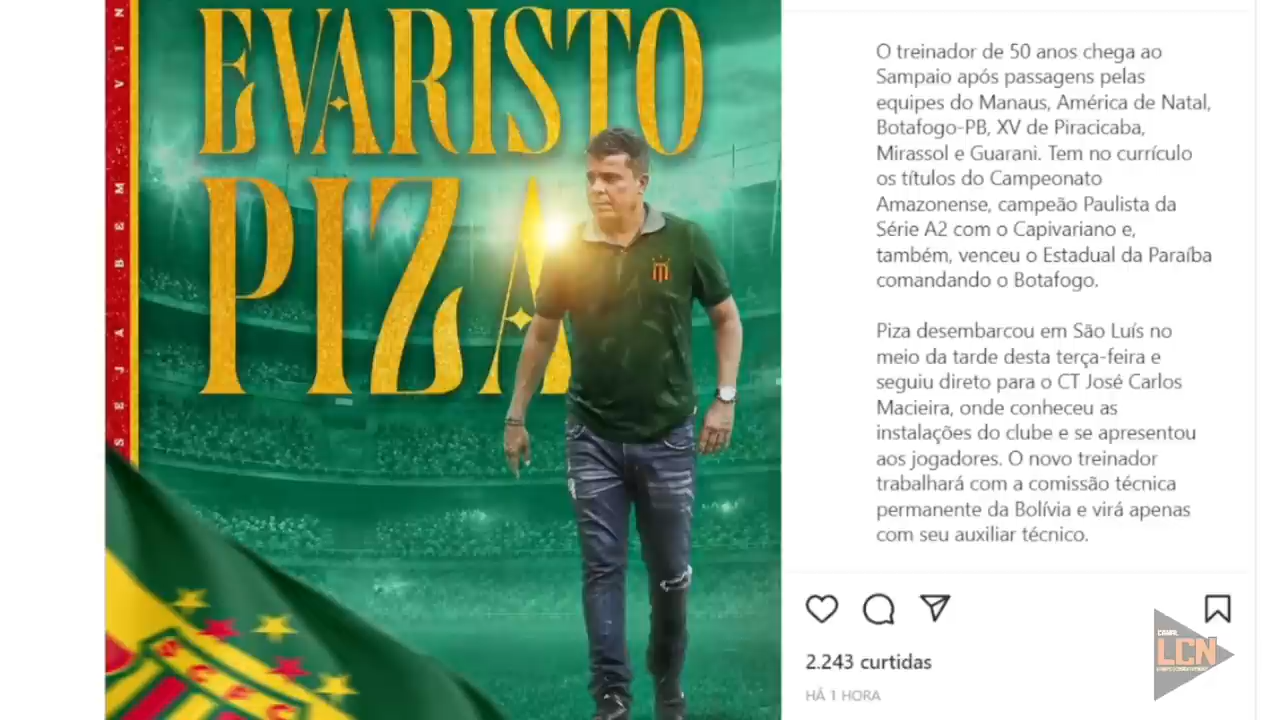 SEJA BEM VIN
EVARISTO
PIZA
O treinador de 50 anos chega ao
Sampaio após passagens pelas
equipes do Manaus, América de Natal,
Botafogo-PB, XV de Piracicaba,
Mirassol e Guarani. Tem no currículo
os títulos do Campeonato
Amazonense, campeão Paulista da
Série A2 com o Capivariano e,
também, venceu o Estadual da Paraíba
comandando o Botafogo.
Piza desembarcou em São Luís no
meio da tarde desta terça-feira e
seguiu direto para o CT José Carlos
Macieira, onde conheceu as
instalações do clube e se apresentou
aos jogadores. O novo treinador
trabalhará com a comissão técnica
permanente da Bolívia e virá apenas
com seu auxiliar técnico.
2.243 curtidas
HÁ 1 HORA
CANAL
LCN